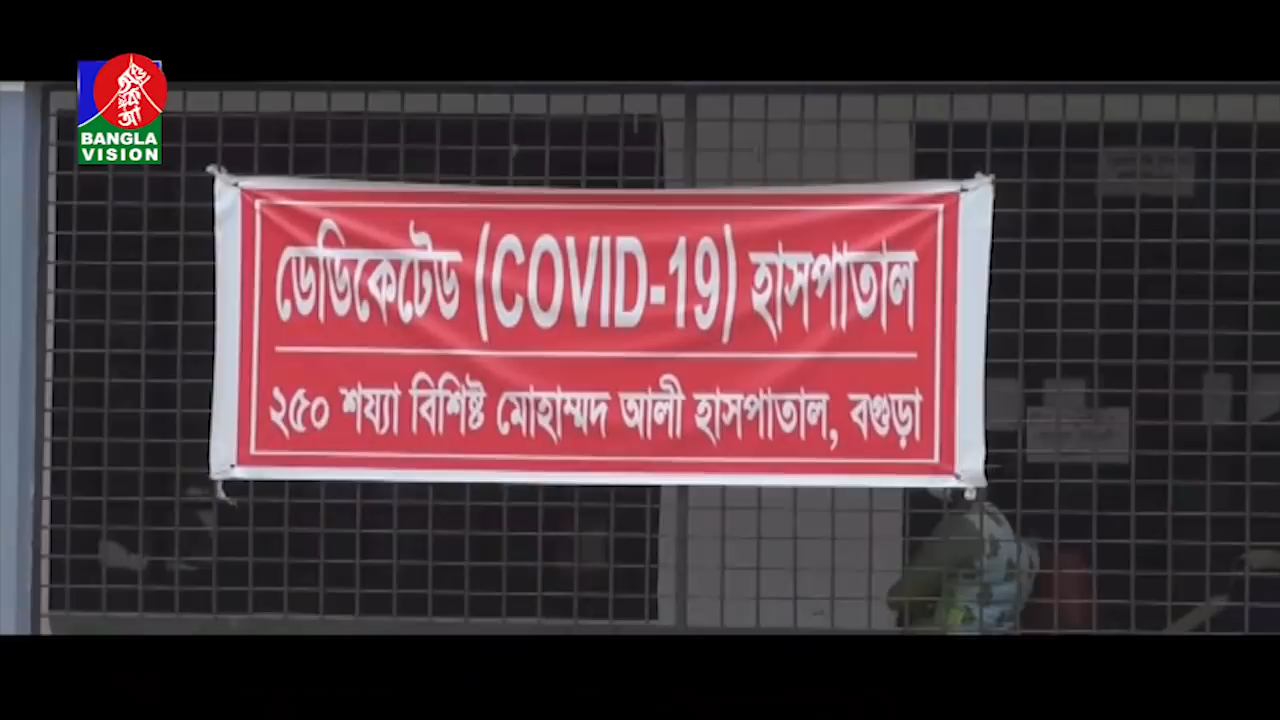 BANGLA
VISION
ডেডিকেটেড (COVID-19) হাসপাতাল
২৫০ শয্যা বিশিষ্ট মোহাম্মদ আলী হাসপাতাল, বগুড়া